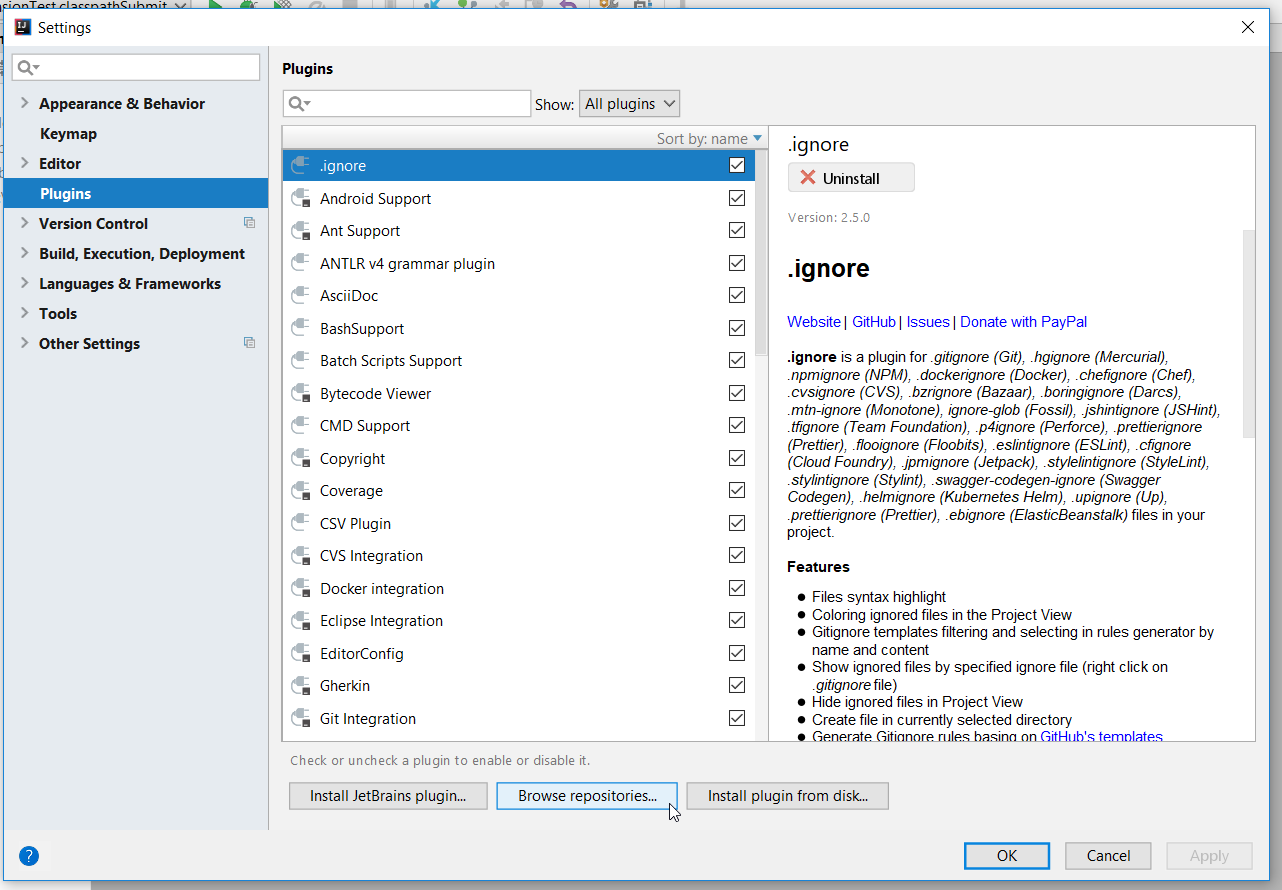 nsionTest.classpathSubmit
Settings
Appearance & Behavior
Keymap
Editor
Plugins
Version Control
Build, Execution, Deployment
Languages & Frameworks
Tools
Other Settings
Plugins
Show: All plugins
Sort by: name
.ignore
Android Support
Ant Support
ANTLR v4 grammar plugin
AsciiDoc
BashSupport
Batch Scripts Support
Bytecode Viewer
CMD Support
Copyright
Coverage
CSV Plugin
CVS Integration
Docker integration
Eclipse Integration
EditorConfig
Gherkin
Git Integration
.ignore
Uninstall
Version: 2.5.0
.ignore
Website | GitHub | Issues | Donate with PayPal
.ignore is a plugin for .gitignore (Git), .hgignore (Mercurial),
.npmignore (NPM), .dockerignore (Docker), .chefignore (Chef),
.cvsignore (CVS), .bzrignore (Bazaar), .boringignore (Darcs),
.mtn-ignore (Monotone), ignore-glob (Fossil), .jshintignore (JSHint),
.tfignore (Team Foundation), .p4ignore (Perforce), .prettierignore
(Prettier), .flooignore (Floobits), .eslintignore (ESLint), .cfignore
(Cloud Foundry), .jpmignore (Jetpack), .stylelintignore (StyleLint),
.stylintignore (Stylint), .swagger-codegen-ignore (Swagger
Codegen), .helmignore (Kubernetes Helm), .upignore (Up),
.prettierignore (Prettier), .ebignore (ElasticBeanstalk) files in your
project.
Features
● Files syntax highlight
● Coloring ignored files in the Project View
● Gitignore templates filtering and selecting in rules generator by
name and content
● Show ignored files by specified ignore file (right click on
.gitignore file)
● Hide ignored files in Project View
● Create file in currently selected directory
● Generate Gitignore rules basing on GitHub's templates
Check or uncheck a plugin to enable or disable it.
Install JetBrains plugin...
Browse repositories...
Install plugin from disk...
?
OK
Cancel
Apply